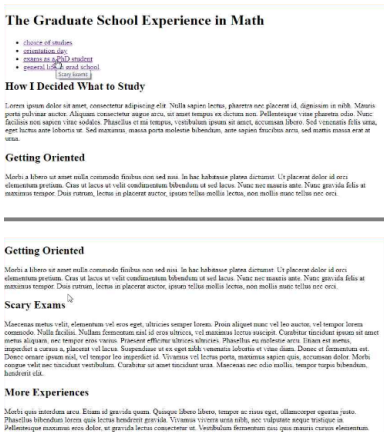 The Graduate School Experience in Math
choice of studies
orientation day
exams as a PhD student
general life in grad school
Scary Exams
How I Decided What to Study
Lorem ipsum dolor sit amet, consectetur adipiscing elit. Nulla sapien lectus, pharetra nec placerat id, dignissim in nibh. Mauris
porta pulvinar auctor. Aliquam consectetur augue arcu, sit amet tempus ex dictum non. Pellentesque vitae pharetra odio. Nunc
facilisis non sapien vitae sodales. Phasellus et mi tempus, vestibulum ipsum sit amet, accumsan libero. Sed venenatis felis urna,
eget luctus ante lobortis ut. Sed maximus, massa porta molestie bibendum, ante sapien faucibus arcu, sed mattis massa erat at
urna.
Getting Oriented
Morbi a libero sit amet nulla commodo finibus non sed nisi. In hac habitasse platea dictumst. Ut placerat dolor id orci
elementum pretium. Cras ut lacus ut velit condimentum bibendum ut sed lacus. Nunc nec mauris ante. Nunc gravida felis at
maximus tempor. Duis rutrum, lectus in placerat auctor, ipsum tellus mollis lectus, non mollis nunc tellus nec orci.
Getting Oriented
Morbi a libero sit amet nulla commodo finibus non sed nisi. In hac habitasse platea dictumst. Ut placerat dolor id orci
elementum pretium. Cras ut lacus ut velit condimentum bibendum ut sed lacus. Nunc nec mauris ante. Nunc gravida felis at
maximus tempor. Duis rutrum, lectus in placerat auctor, ipsum tellus mollis lectus, non mollis nunc tellus nec orci.
Scary Exams
Maecenas metus velit, elementum vel eros eget, ultricies semper lorem. Proin aliquet nunc vel leo auctor, vel tempor lorem
commodo. Nulla facilisi. Nullam fermentum nisl id eros ultrices, vel maximus lectus suscipit. Curabitur tincidunt ipsum sit amet
metus aliquam, nec tempor eros varius. Praesent efficitur ultrices ultricies. Phasellus eu molestie arcu. Etiam est metus,
imperdiet a cursus a, placerat vel lacus. Suspendisse ut ex eget nibh venenatis lobortis et vitae diam. Donec et fermentum est.
Donec ornare ipsum nisl, vel tempor leo imperdiet id. Vivamus vel lectus porta, maximus sapien quis, accumsan dolor. Morbi
congue velit nec tincidunt vestibulum. Curabitur sit amet tincidunt urna. Maecenas nec odio mollis, tempor turpis bibendum,
hendrerit elit.
More Experiences
Morbi quis interdum arcu. Etiam id gravida quam. Quisque libero libero, tempor ac risus eget, ullamcorper egestas justo.
Phasellus bibendum lorem quis lectus hendrerit gravida. Vivamus viverra urna nibh, nec vulputate neque tristique in.
Pellentesque maximus eros dolor, ut gravida lectus consectetur ut. Vestibulum fermentum nisi quis mauris cursus elementum.